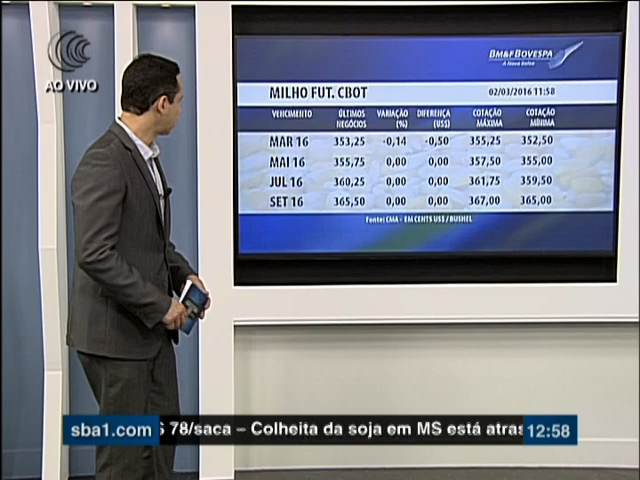 AO VIVO
BM&FBOVESPA
A Nova Bolsa
MILHO FUT. CBOT 02/03/2016 11:58
VENCIMENTO ÚLTIMOS NEGÓCIOS VARIAÇÃO (%) DIFERENÇA (US$) COTAÇÃO MÁXIMA COTAÇÃO MÍNIMA
MAR 16 353,25 -0,14 -0,50 355,25 352,50
MAI 16 355,75 0,00 0,00 357,50 355,00
JUL 16 360,25 0,00 0,00 361,75 359,50
SET 16 365,50 0,00 0,00 367,00 365,00
Fonte: CMA - EM CENTS US$ / BUSHEL
sba1.com $ 78/saca – Colheita da soja em MS está atras 12:58